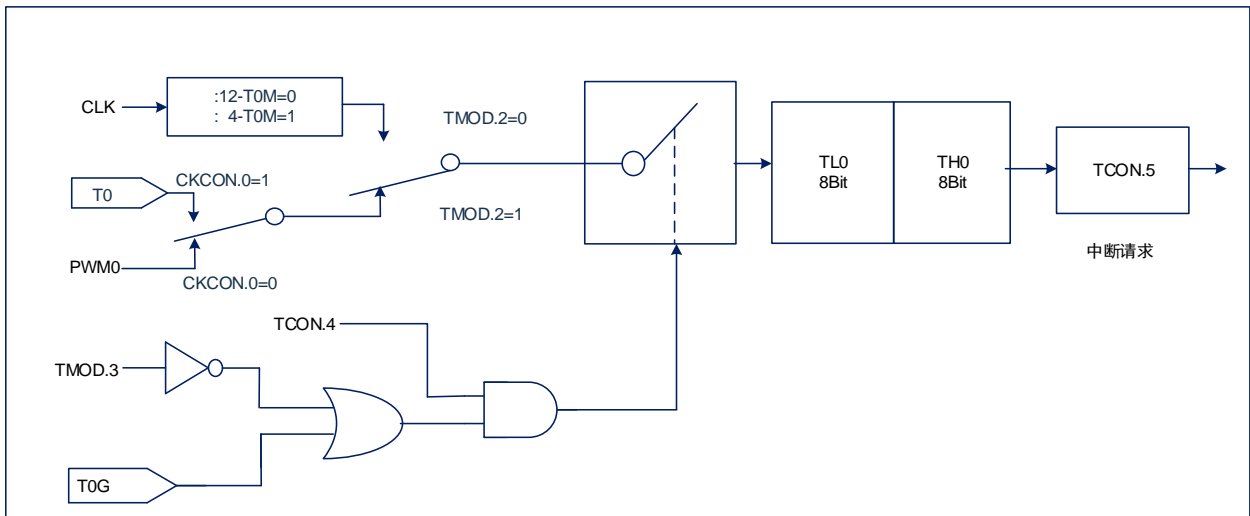 CLK
:12-T0M=0
: 4-T0M=1
TMOD.2=0
T0
CKCON.0=1
TMOD.2=1
PWM0
CKCON.0=0
TL0
8Bit
TH0
8Bit
TCON.5
中断请求
TCON.4
TMOD.3
T0G